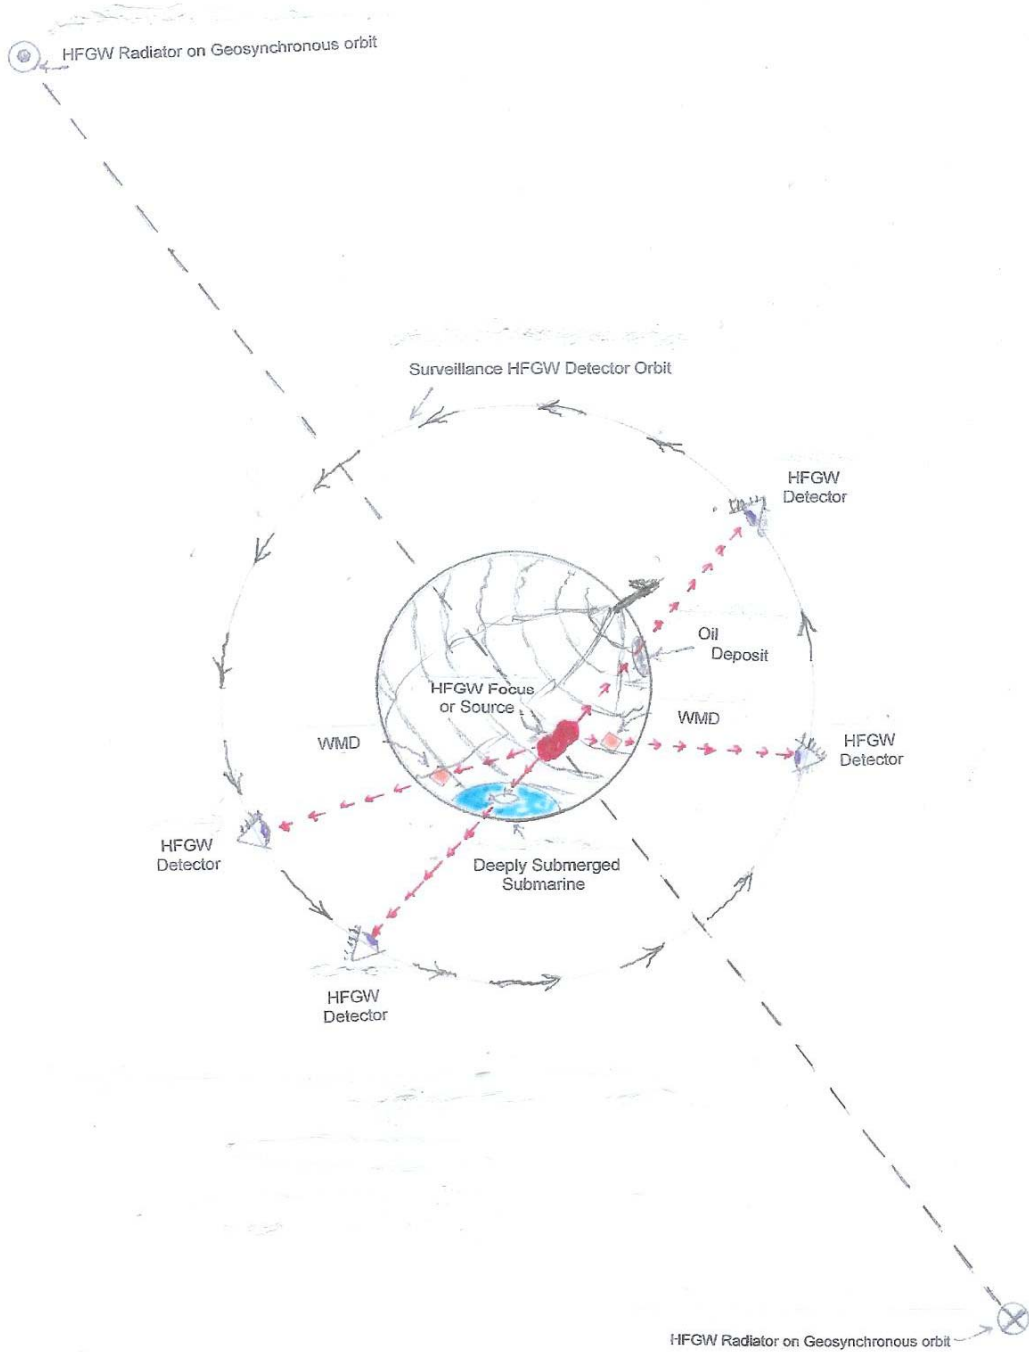 HFGW Radiator on Geosynchronous orbit
Surveillance HFGW Detector Orbit
HFGW
Detector
Oil
Deposit
HFGW Focus
or Source
WMD
WMD
HFGW
Detector
HFGW
Detector
Deeply Submerged
Submarine
HFGW
Detector
HFGW Radiator on Geosynchronous orbit